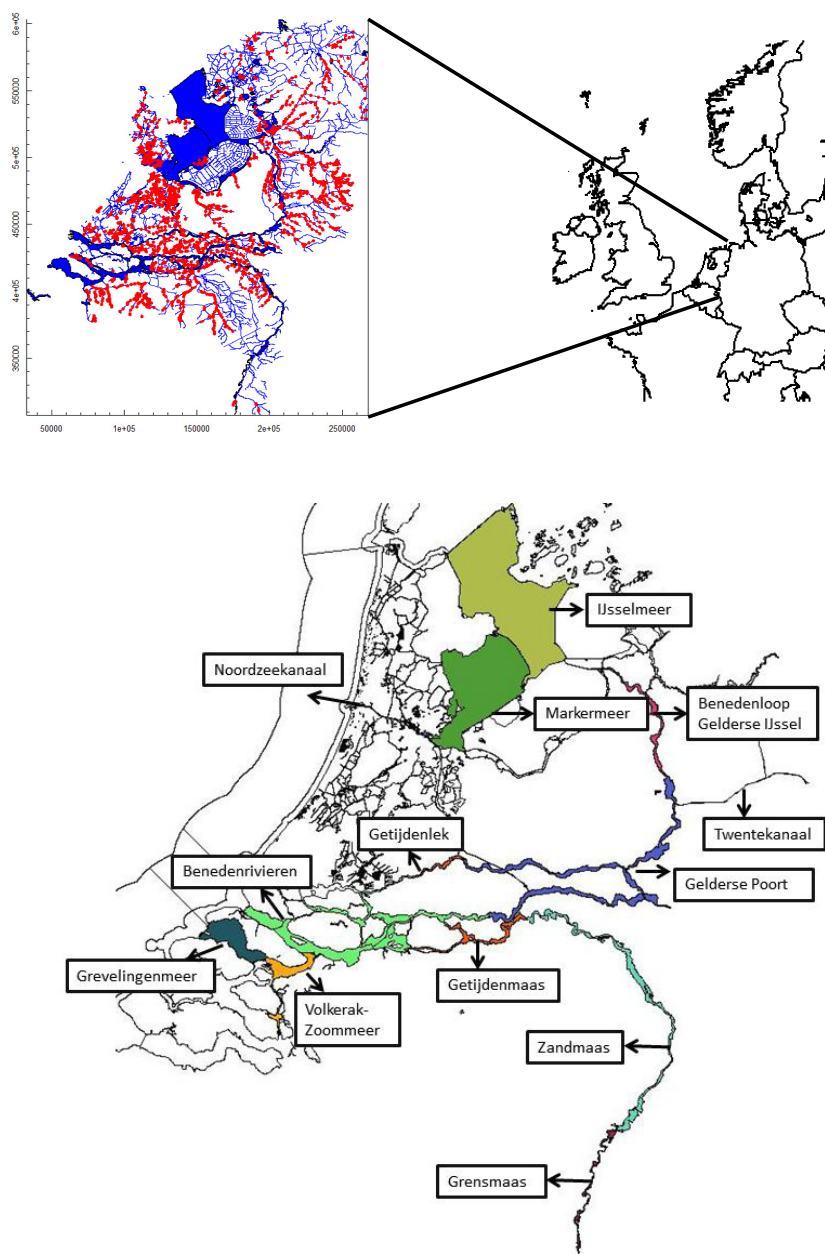 6e+05
550000
5e+05
450000
4e+05
350000
50000 1e+05 150000 2e+05 250000
IJsselmeer
Noordzeekanaal
Markermeer
Benedenloop
Gelderse IJssel
Getijdenlek
Twentekanaal
Benedenrivieren
Gelderse Poort
Grevelingenmeer
Getijdenmaas
Volkerak-
Zoommeer
Zandmaas
Grensmaas